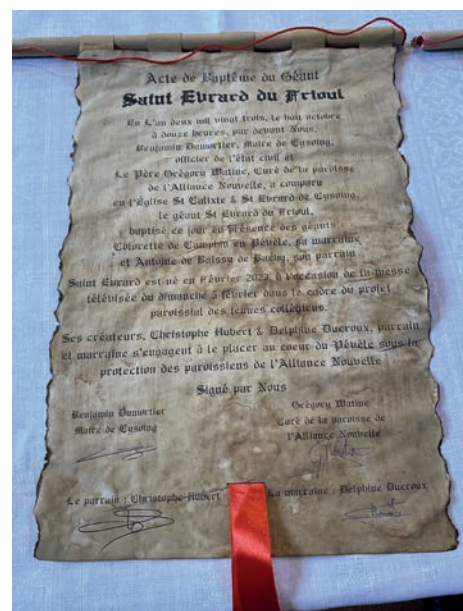 Acte de Baptême du Géant
Saint Evrard du Frioul
En L'an deux mil vingt trois, le huit octobre
à douze heures, par devant Nous,
Benjamin Dumortier, Maire de Cysoing,
officier de l'état civil et
Le Père Grégory Watine, Curé de la paroisse
de l'Alliance Nouvelle, a comparu
en l'Eglise St Calixte & St Evrard de Cysoing,
le géant St Evrard du Frioul,
baptisé ce jour en présence des géants
Colorette de Camphin en Pévèle, sa marraine
et Antoine de Baissy de Bachy, son parrain
Saint Evrard est né en Février 2023 à l'occasion de la messe
télévisée du dimanche 5 février dans le cadre du projet
paroissial des jeunes collégiens.
Ses créateurs, Christophe Hubert & Delphine Ducroux, parrain
et marraine s'engagent à le placer au coeur du Pévèle sous la
protection des paroissiens de l'Alliance Nouvelle
Signé par Nous
Benjamin Dumortier
Maire de Cysoing
Grégory Watine
Curé de la paroisse de
l'Alliance Nouvelle
Le parrain : Christophe Hubert
La marraine : Delphine Ducroux